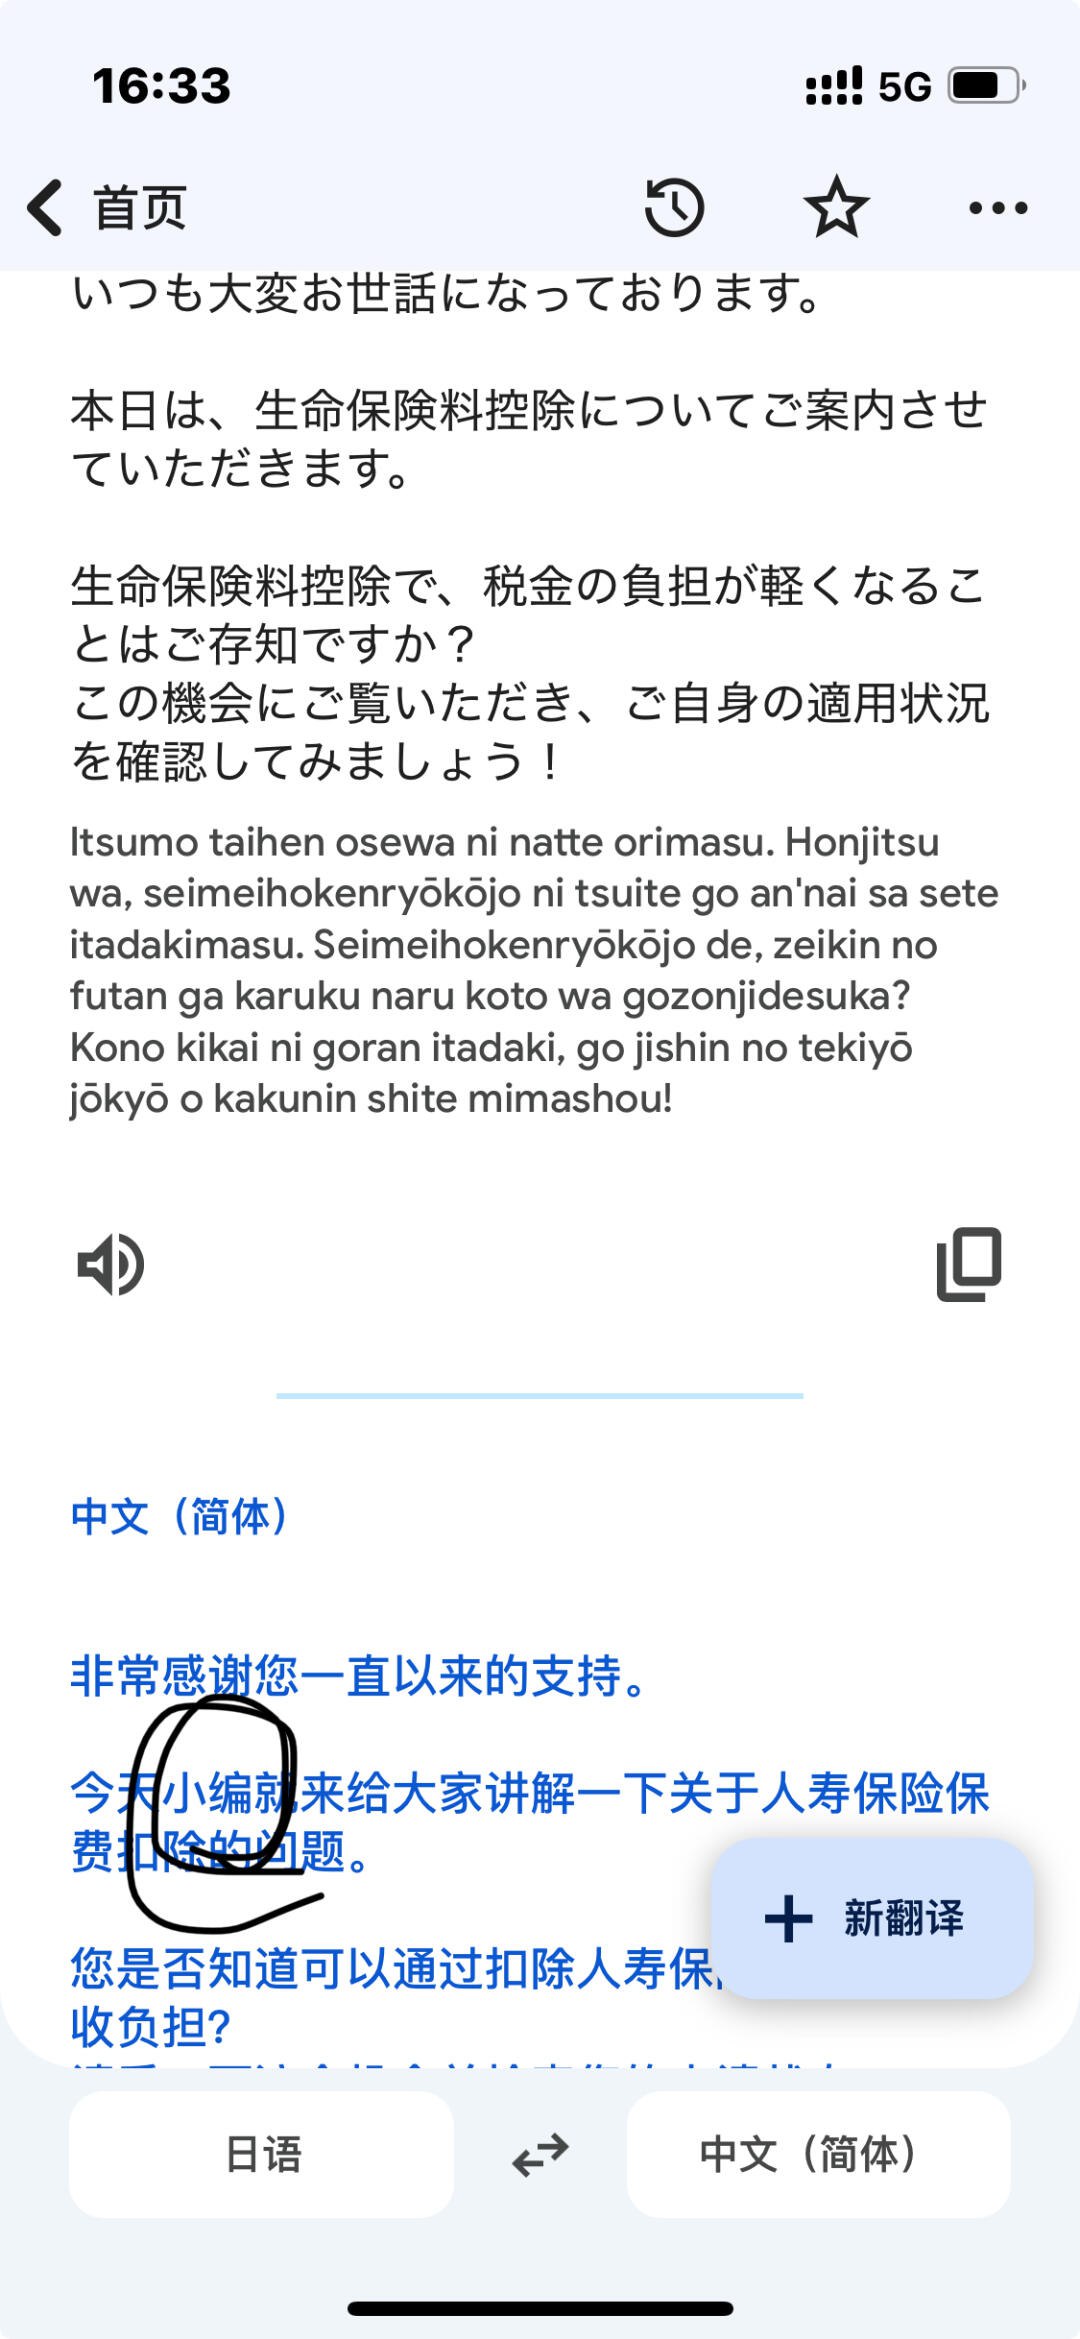 16:33
5G
首页
いつも大変お世話になっております。
本日は、生命保険料控除についてご案内させ
ていただきます。
生命保険料控除で、税金の負担が軽くなるこ
とはご存知ですか？
この機会にご覧いただき、ご自身の適用状況
を確認してみましょう！
Itsumo taihen osewa ni natte orimasu. Honjitsu
wa, seimeihokenryōkōjo ni tsuite go an'nai sa sete
itadakimasu. Seimeihokenryōkōjo de, zeikin no
futan ga karuku naru koto wa gozonjidesuka?
Kono kikai ni goran itadaki, go jishin no tekiyō
jōkyō o kakunin shite mimashou!
中文（简体）
非常感谢您一直以来的支持。
今天小编就来给大家讲解一下关于人寿保险保
费扣除的问题。
您是否知道可以通过扣除人寿保
收负担?
新翻译
日语
中文（简体）